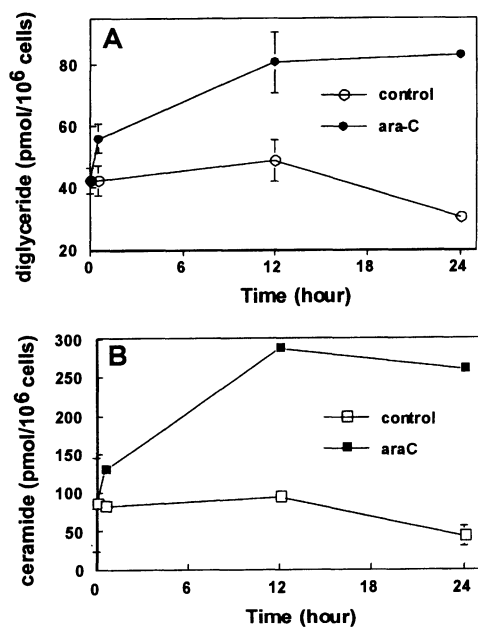 A
diglyceride (pmol/10⁶ cells)
80
60
40
20
control
ara-C
0 6 12 18 24
Time (hour)
B
ceramide (pmol/10⁶ cells)
300
250
200
150
100
50
0
control
araC
0 6 12 18 24
Time (hour)